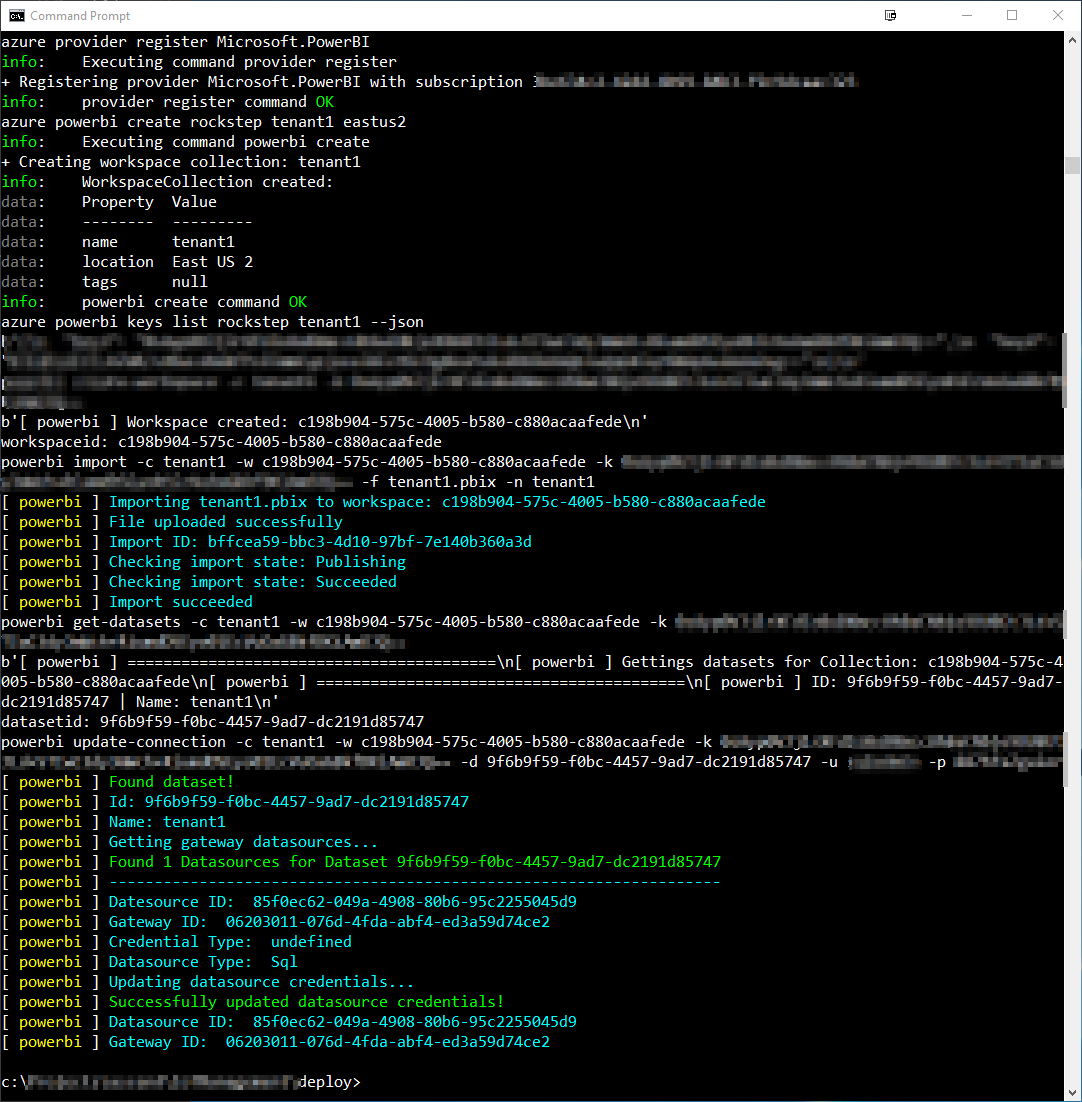 Command Prompt
azure provider register Microsoft.PowerBI
info:    Executing command provider register
+ Registering provider Microsoft.PowerBI with subscription
info:    provider register command OK
azure powerbi create rockstep tenant1 eastus2
info:    Executing command powerbi create
+ Creating workspace collection: tenant1
info:    WorkspaceCollection created:
data:    Property  Value
data:    --------  ---------
data:    name      tenant1
data:    location  East US 2
data:    tags      null
info:    powerbi create command OK
azure powerbi keys list rockstep tenant1 --json
b'[ powerbi ] Workspace created: c198b904-575c-4005-b580-c880acaafede\n'
workspaceid: c198b904-575c-4005-b580-c880acaafede
powerbi import -c tenant1 -w c198b904-575c-4005-b580-c880acaafede -k
-f tenant1.pbix -n tenant1
[ powerbi ] Importing tenant1.pbix to workspace: c198b904-575c-4005-b580-c880acaafede
[ powerbi ] File uploaded successfully
[ powerbi ] Import ID: bffcea59-bbc3-4d10-97bf-7e140b360a3d
[ powerbi ] Checking import state: Publishing
[ powerbi ] Checking import state: Succeeded
[ powerbi ] Import succeeded
powerbi get-datasets -c tenant1 -w c198b904-575c-4005-b580-c880acaafede -k
b'[ powerbi ] =========================================\n[ powerbi ] Gettings datasets for Collection: c198b904-575c-4
005-b580-c880acaafede\n[ powerbi ] =========================================\n[ powerbi ] ID: 9f6b9f59-f0bc-4457-9ad7-
dc2191d85747 | Name: tenant1\n'
datasetid: 9f6b9f59-f0bc-4457-9ad7-dc2191d85747
powerbi update-connection -c tenant1 -w c198b904-575c-4005-b580-c880acaafede -k
-d 9f6b9f59-f0bc-4457-9ad7-dc2191d85747 -u -p
[ powerbi ] Found dataset!
[ powerbi ] Id: 9f6b9f59-f0bc-4457-9ad7-dc2191d85747
[ powerbi ] Name: tenant1
[ powerbi ] Getting gateway datasources...
[ powerbi ] Found 1 Datasources for Dataset 9f6b9f59-f0bc-4457-9ad7-dc2191d85747
[ powerbi ] --------------------------------------------------------------------
[ powerbi ] Datesource ID:  85f0ec62-049a-4908-80b6-95c2255045d9
[ powerbi ] Gateway ID:  06203011-076d-4fda-abf4-ed3a59d74ce2
[ powerbi ] Credential Type:  undefined
[ powerbi ] Datasource Type:  Sql
[ powerbi ] Updating datasource credentials...
[ powerbi ] Successfully updated datasource credentials!
[ powerbi ] Datasource ID:  85f0ec62-049a-4908-80b6-95c2255045d9
[ powerbi ] Gateway ID:  06203011-076d-4fda-abf4-ed3a59d74ce2
c:\ deploy>